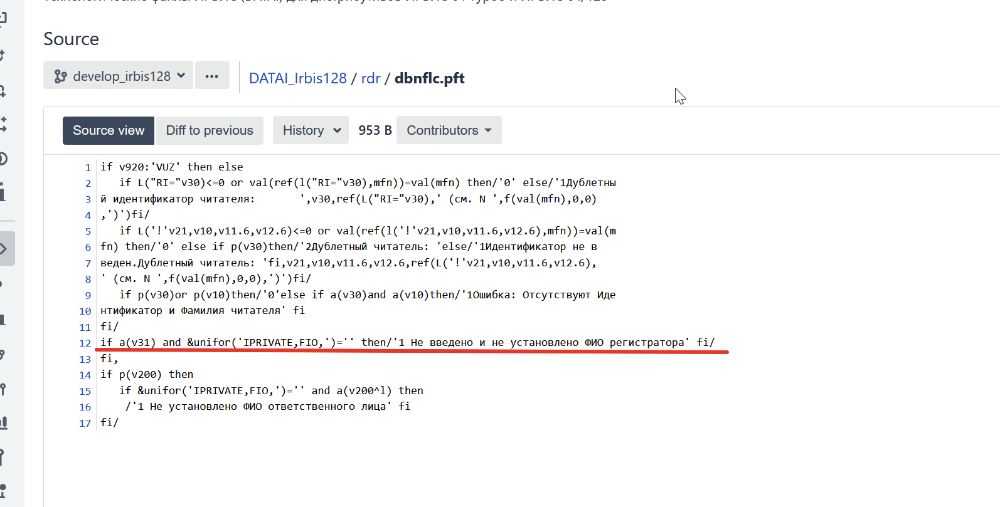 Source
develop_irbis128 ... DATAI_Irbis128 / rdr / dbnflc.pft
Source view Diff to previous History 953 B Contributors
1 if v920:'VUZ' then else
2 if L("RI="v30)<=0 or val(ref(l("RI="v30),mfn))=val(mfn) then/'0' else/'1Дублетны
3 й идентификатор читателя: ',v30,ref(L("RI="v30),' (см. N ',f(val(mfn),0,0)
4 ,')')fi/
5 if L('!'v21,v10,v11.6,v12.6)<=0 or val(ref(l('!'v21,v10,v11.6,v12.6),mfn))=val(m
6 fn) then/'0' else if p(v30)then/'2Дублетный читатель: 'else/'1Идентификатор не в
7 веден.Дублетный читатель: 'fi,v21,v10,v11.6,v12.6,ref(L('!'v21,v10,v11.6,v12.6),
8 ' (см. N ',f(val(mfn),0,0),')')fi/
9 if p(v30)or p(v10)then/'0'else if a(v30)and a(v10)then/'1Ошибка: Отсутствуют Иде
10 нтификатор и Фамилия читателя' fi
11 fi/
12 if a(v31) and &unifor('IPRIVATE,FIO,')='' then/'1 Не введено и не установлено ФИО регистратора' fi/
13 fi,
14 if p(v200) then
15 if &unifor('IPRIVATE,FIO,')='' and a(v200^l) then
16 /'1 Не установлено ФИО ответственного лица' fi
17 fi/